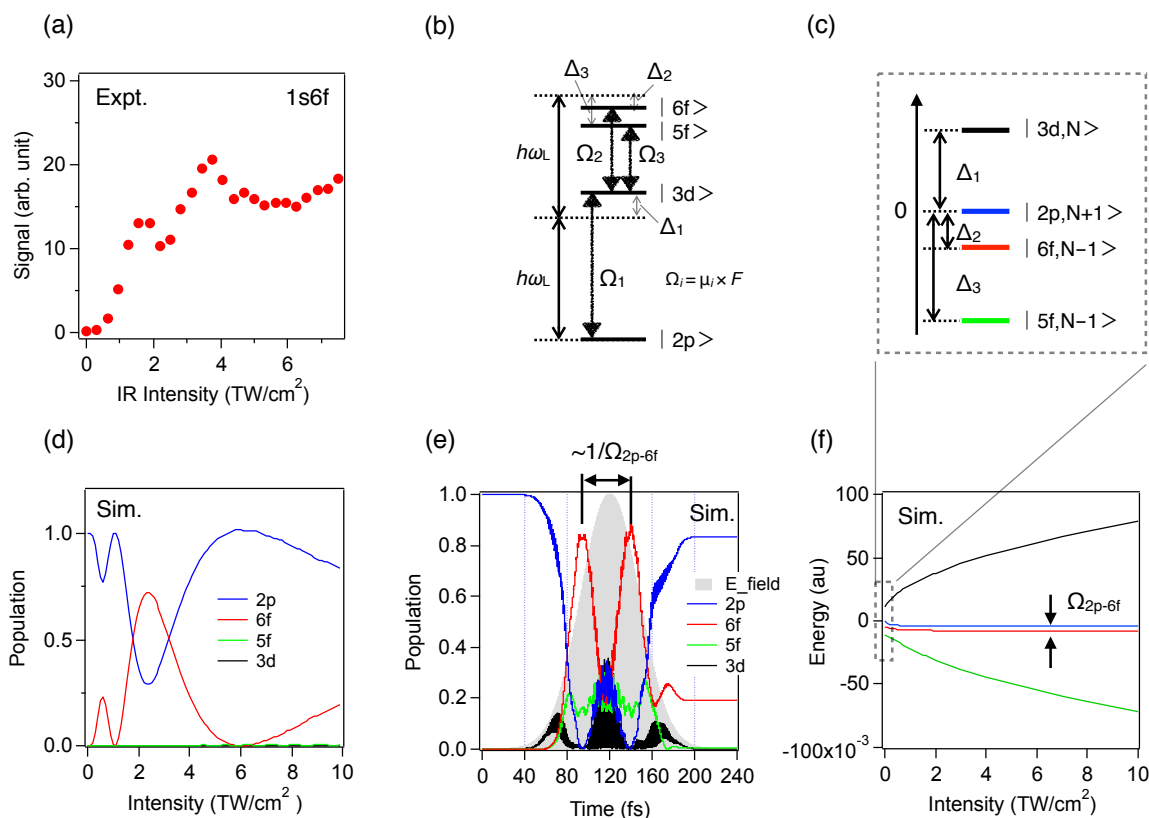 (a)
Expt.
1s6f
30
20
10
0
Signal (arb. unit)
0
2
4
6
IR Intensity (TW/cm²)
(b)
Δ₃
Δ₂
| 6f>
| 5f>
hωL
Ω₂
Ω₃
| 3d>
Δ₁
hωL
Ω₁
Ωᵢ = μᵢ × F
| 2p>
(c)
| 3d,N>
Δ₁
0
| 2p,N+1>
Δ₂
| 6f,N−1>
Δ₃
| 5f,N−1>
(d)
Sim.
1.0
0.5
0.0
Population
2p
6f
5f
3d
0
2
4
6
8
10
Intensity (TW/cm²)
(e)
~1/Ω2p-6f
Sim.
1.0
0.8
0.6
0.4
0.2
0.0
Population
E_field
2p
6f
5f
3d
0
40
80
120
160
200
240
Time (fs)
(f)
Sim.
100
50
0
-50
-100x10⁻³
Energy (au)
Ω2p-6f
0
2
4
6
8
10
Intensity (TW/cm²)